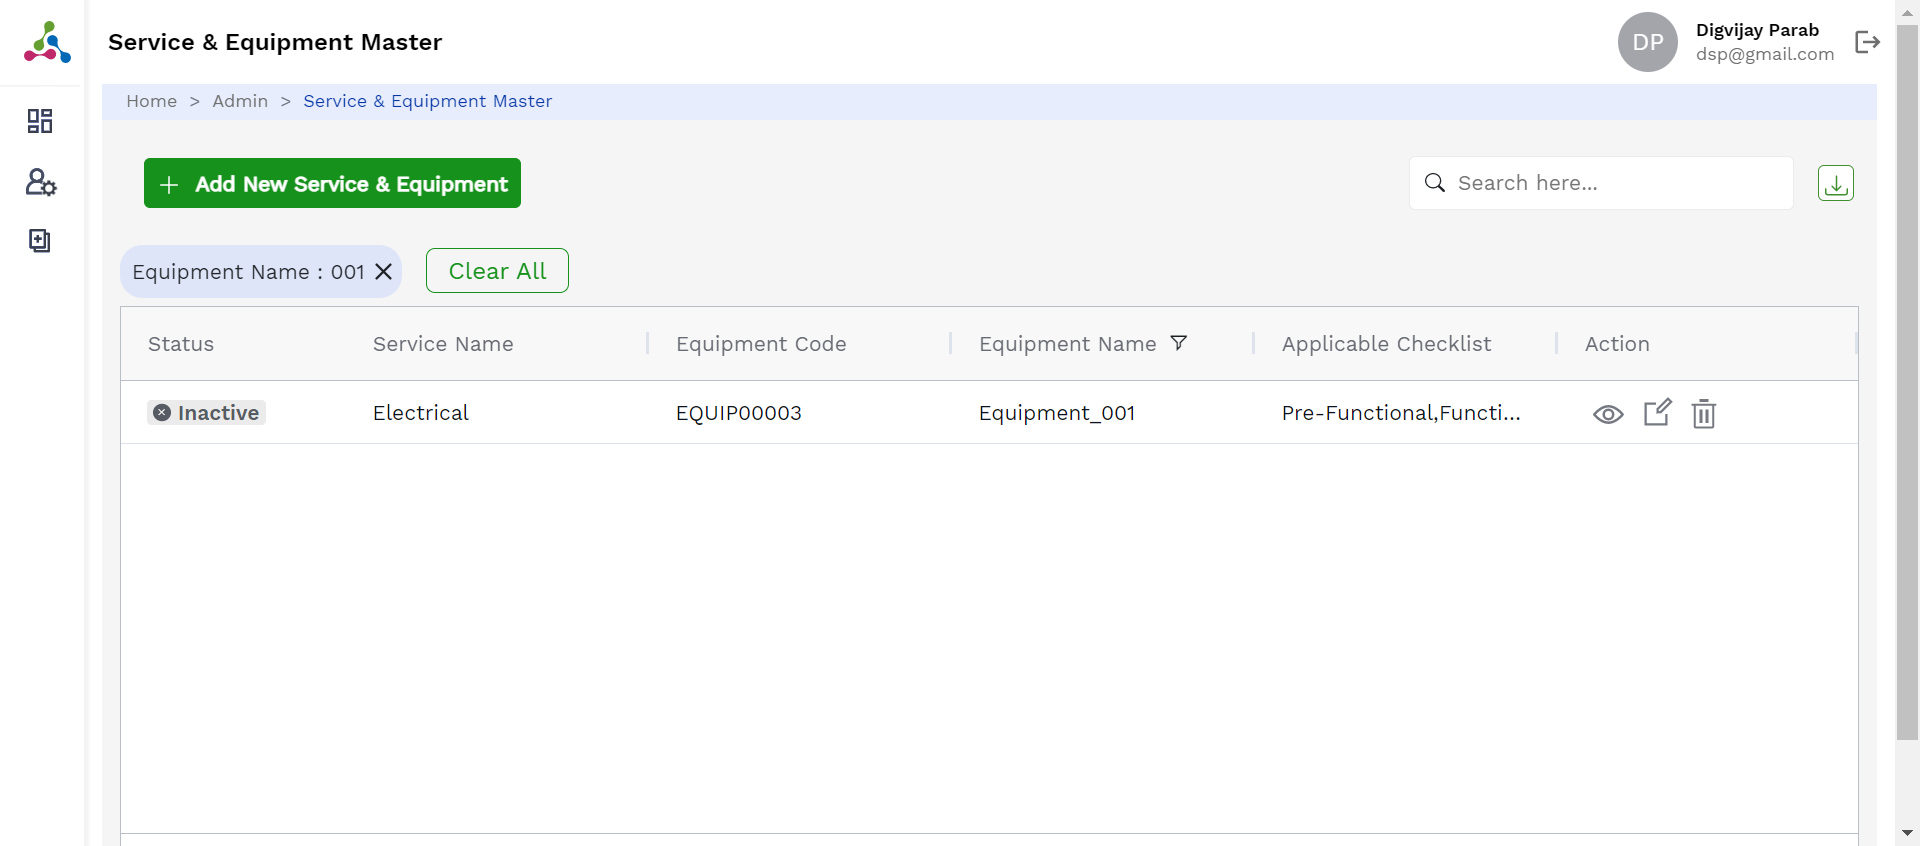 Service & Equipment Master
DP
Digvijay Parab
dsp@gmail.com
Home > Admin > Service & Equipment Master
+ Add New Service & Equipment
Search here...
Equipment Name : 001
Clear All
Status Service Name Equipment Code Equipment Name Applicable Checklist Action
Inactive Electrical EQUIP00003 Equipment_001 Pre-Functional,Functi...